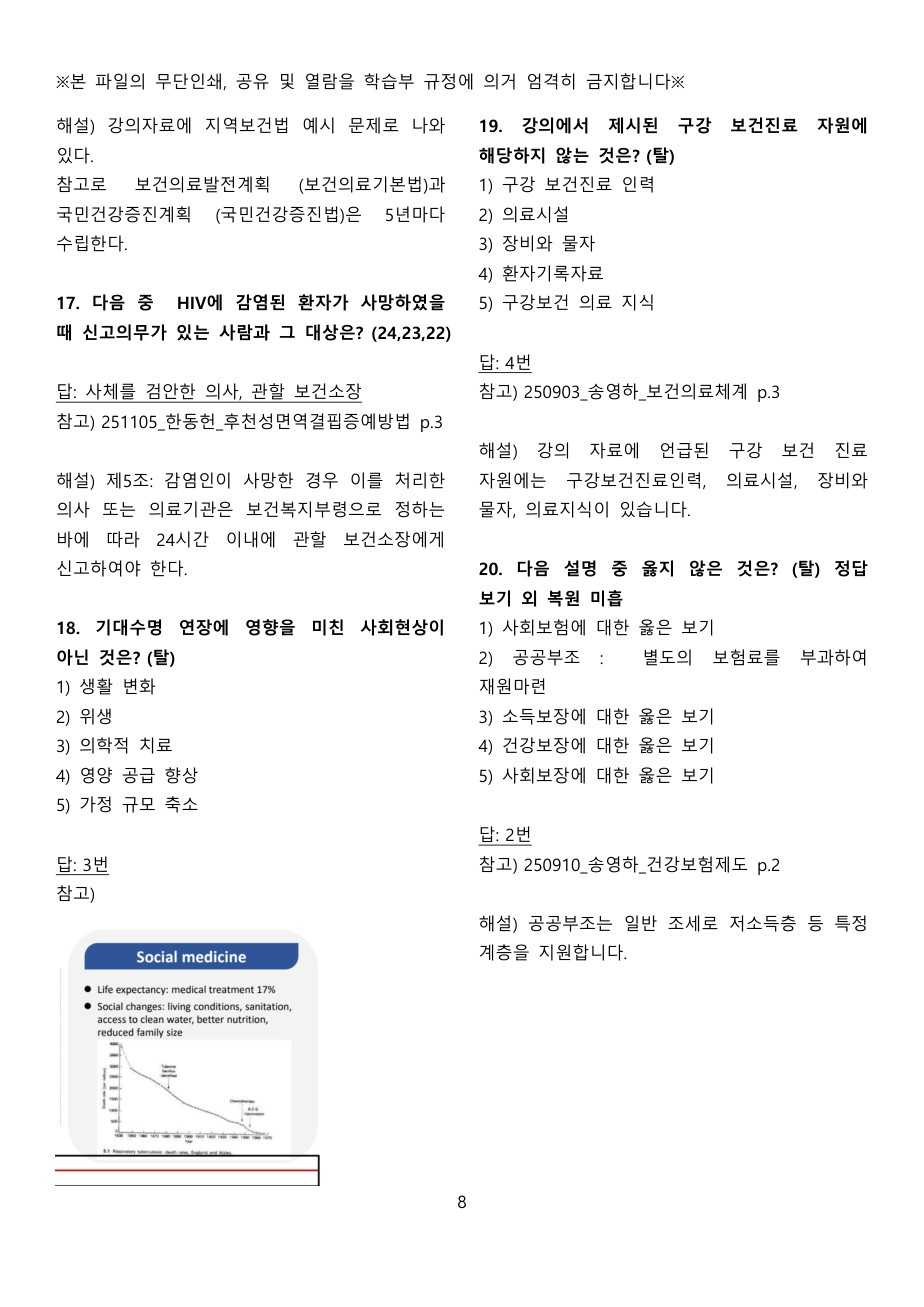 ※본 파일의 무단인쇄, 공유 및 열람을 학습부 규정에 의거 엄격히 금지합니다※
해설) 강의자료에 지역보건법 예시 문제로 나와
있다.
참고로 보건의료발전계획 (보건의료기본법)과
국민건강증진계획 (국민건강증진법)은 5년마다
수립한다.
17. 다음 중 HIV에 감염된 환자가 사망하였을
때 신고의무가 있는 사람과 그 대상은? (24,23,22)
답: 사체를 검안한 의사, 관할 보건소장
참고) 251105_한동헌_후천성면역결핍증예방법 p.3
해설) 제5조: 감염인이 사망한 경우 이를 처리한
의사 또는 의료기관은 보건복지부령으로 정하는
바에 따라 24시간 이내에 관할 보건소장에게
신고하여야 한다.
18. 기대수명 연장에 영향을 미친 사회현상이
아닌 것은? (탈)
1) 생활 변화
2) 위생
3) 의학적 치료
4) 영양 공급 향상
5) 가정 규모 축소
답: 3번
참고)
Social medicine
● Life expectancy: medical treatment 17%
● Social changes: living conditions, sanitation,
access to clean water, better nutrition,
reduced family size
Chemotherapy
Year
8.1 Respiratory tuberculosis: death rates, England and Wales.
19. 강의에서 제시된 구강 보건진료 자원에
해당하지 않는 것은? (탈)
1) 구강 보건진료 인력
2) 의료시설
3) 장비와 물자
4) 환자기록자료
5) 구강보건 의료 지식
답: 4번
참고) 250903_송영하_보건의료체계 p.3
해설) 강의 자료에 언급된 구강 보건 진료
자원에는 구강보건진료인력, 의료시설, 장비와
물자, 의료지식이 있습니다.
20. 다음 설명 중 옳지 않은 것은? (탈) 정답
보기 외 복원 미흡
1) 사회보험에 대한 옳은 보기
2) 공공부조 : 별도의 보험료를 부과하여
재원마련
3) 소득보장에 대한 옳은 보기
4) 건강보장에 대한 옳은 보기
5) 사회보장에 대한 옳은 보기
답: 2번
참고) 250910_송영하_건강보험제도 p.2
해설) 공공부조는 일반 조세로 저소득층 등 특정
계층을 지원합니다.
8